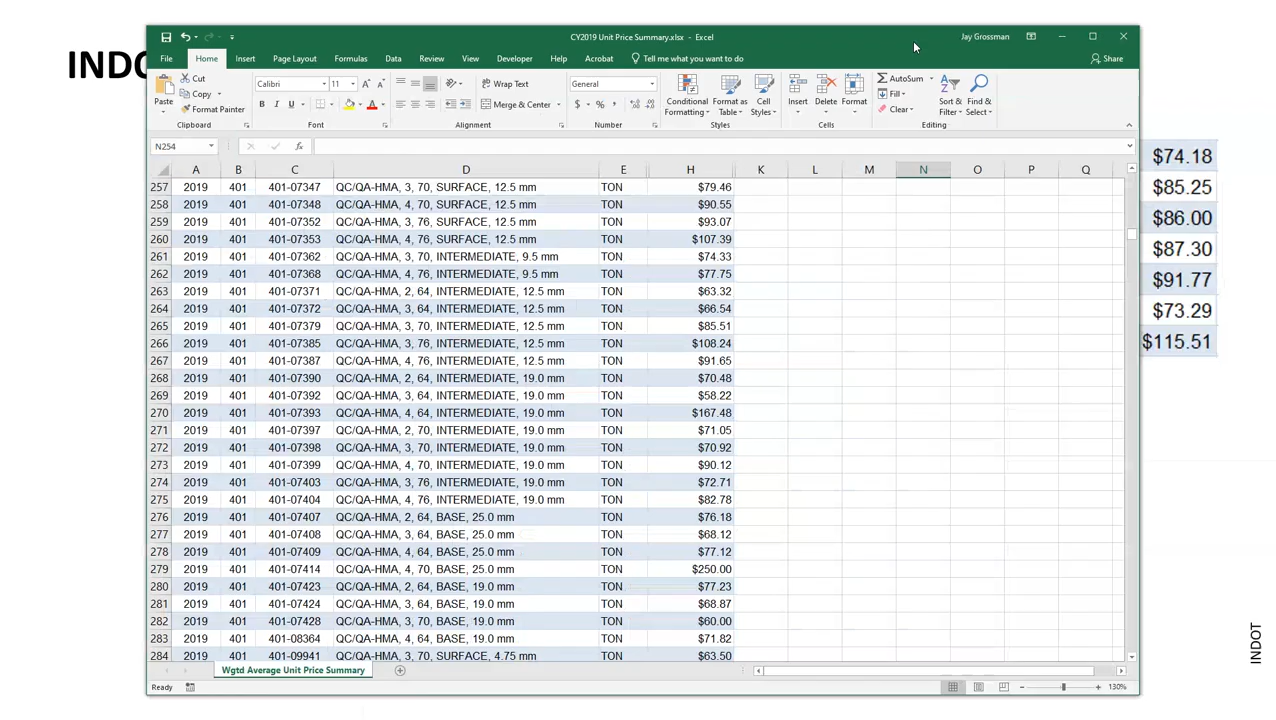 INDO
CY2019 Unit Price Summary.xlsx - Excel
Jay Grossman
File Home Insert Page Layout Formulas Data Review View Developer Help Acrobat Tell me what you want to do Share
Paste
Cut
Copy
Format Painter
Calibri 11
B I U
Wrap Text
Merge & Center
General
$ % ,
Conditional Formatting
Format as Table
Cell Styles
Insert
Delete
Format
AutoSum
Fill
Clear
Sort & Filter
Find & Select
Clipboard Font Alignment Number Styles Cells Editing
N254 fx
A B C D E H K L M N O P Q
257 2019 401 401-07347 QC/QA-HMA, 3, 70, SURFACE, 12.5 mm TON $79.46
258 2019 401 401-07348 QC/QA-HMA, 4, 70, SURFACE, 12.5 mm TON $90.55
259 2019 401 401-07352 QC/QA-HMA, 3, 76, SURFACE, 12.5 mm TON $93.07
260 2019 401 401-07353 QC/QA-HMA, 4, 76, SURFACE, 12.5 mm TON $107.39
261 2019 401 401-07362 QC/QA-HMA, 3, 70, INTERMEDIATE, 9.5 mm TON $74.33
262 2019 401 401-07368 QC/QA-HMA, 4, 76, INTERMEDIATE, 9.5 mm TON $77.75
263 2019 401 401-07371 QC/QA-HMA, 2, 64, INTERMEDIATE, 12.5 mm TON $63.32
264 2019 401 401-07372 QC/QA-HMA, 3, 64, INTERMEDIATE, 12.5 mm TON $66.54
265 2019 401 401-07379 QC/QA-HMA, 3, 70, INTERMEDIATE, 12.5 mm TON $85.51
266 2019 401 401-07385 QC/QA-HMA, 3, 76, INTERMEDIATE, 12.5 mm TON $108.24
267 2019 401 401-07387 QC/QA-HMA, 4, 76, INTERMEDIATE, 12.5 mm TON $91.65
268 2019 401 401-07390 QC/QA-HMA, 2, 64, INTERMEDIATE, 19.0 mm TON $70.48
269 2019 401 401-07392 QC/QA-HMA, 3, 64, INTERMEDIATE, 19.0 mm TON $58.22
270 2019 401 401-07393 QC/QA-HMA, 4, 64, INTERMEDIATE, 19.0 mm TON $167.48
271 2019 401 401-07397 QC/QA-HMA, 2, 70, INTERMEDIATE, 19.0 mm TON $71.05
272 2019 401 401-07398 QC/QA-HMA, 3, 70, INTERMEDIATE, 19.0 mm TON $70.92
273 2019 401 401-07399 QC/QA-HMA, 4, 70, INTERMEDIATE, 19.0 mm TON $90.12
274 2019 401 401-07403 QC/QA-HMA, 3, 76, INTERMEDIATE, 19.0 mm TON $72.71
275 2019 401 401-07404 QC/QA-HMA, 4, 76, INTERMEDIATE, 19.0 mm TON $82.78
276 2019 401 401-07407 QC/QA-HMA, 2, 64, BASE, 25.0 mm TON $76.18
277 2019 401 401-07408 QC/QA-HMA, 3, 64, BASE, 25.0 mm TON $68.12
278 2019 401 401-07409 QC/QA-HMA, 4, 64, BASE, 25.0 mm TON $77.12
279 2019 401 401-07414 QC/QA-HMA, 4, 70, BASE, 25.0 mm TON $250.00
280 2019 401 401-07423 QC/QA-HMA, 2, 64, BASE, 19.0 mm TON $77.23
281 2019 401 401-07424 QC/QA-HMA, 3, 64, BASE, 19.0 mm TON $68.87
282 2019 401 401-07428 QC/QA-HMA, 3, 70, BASE, 19.0 mm TON $60.00
283 2019 401 401-08364 QC/QA-HMA, 4, 64, BASE, 19.0 mm TON $71.82
284 2019 401 401-09941 QC/QA-HMA, 3, 70, SURFACE, 4.75 mm TON $63.50
Wgtd Average Unit Price Summary
Ready 130%
$74.18
$85.25
$86.00
$87.30
$91.77
$73.29
$115.51
INDOT